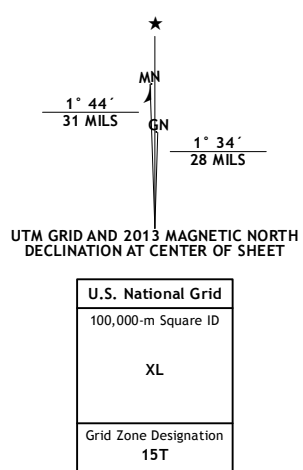 ★
MN
1° 44´
31 MILS
GN
1° 34´
28 MILS
UTM GRID AND 2013 MAGNETIC NORTH
DECLINATION AT CENTER OF SHEET
U.S. National Grid
100,000-m Square ID
XL
Grid Zone Designation
15T